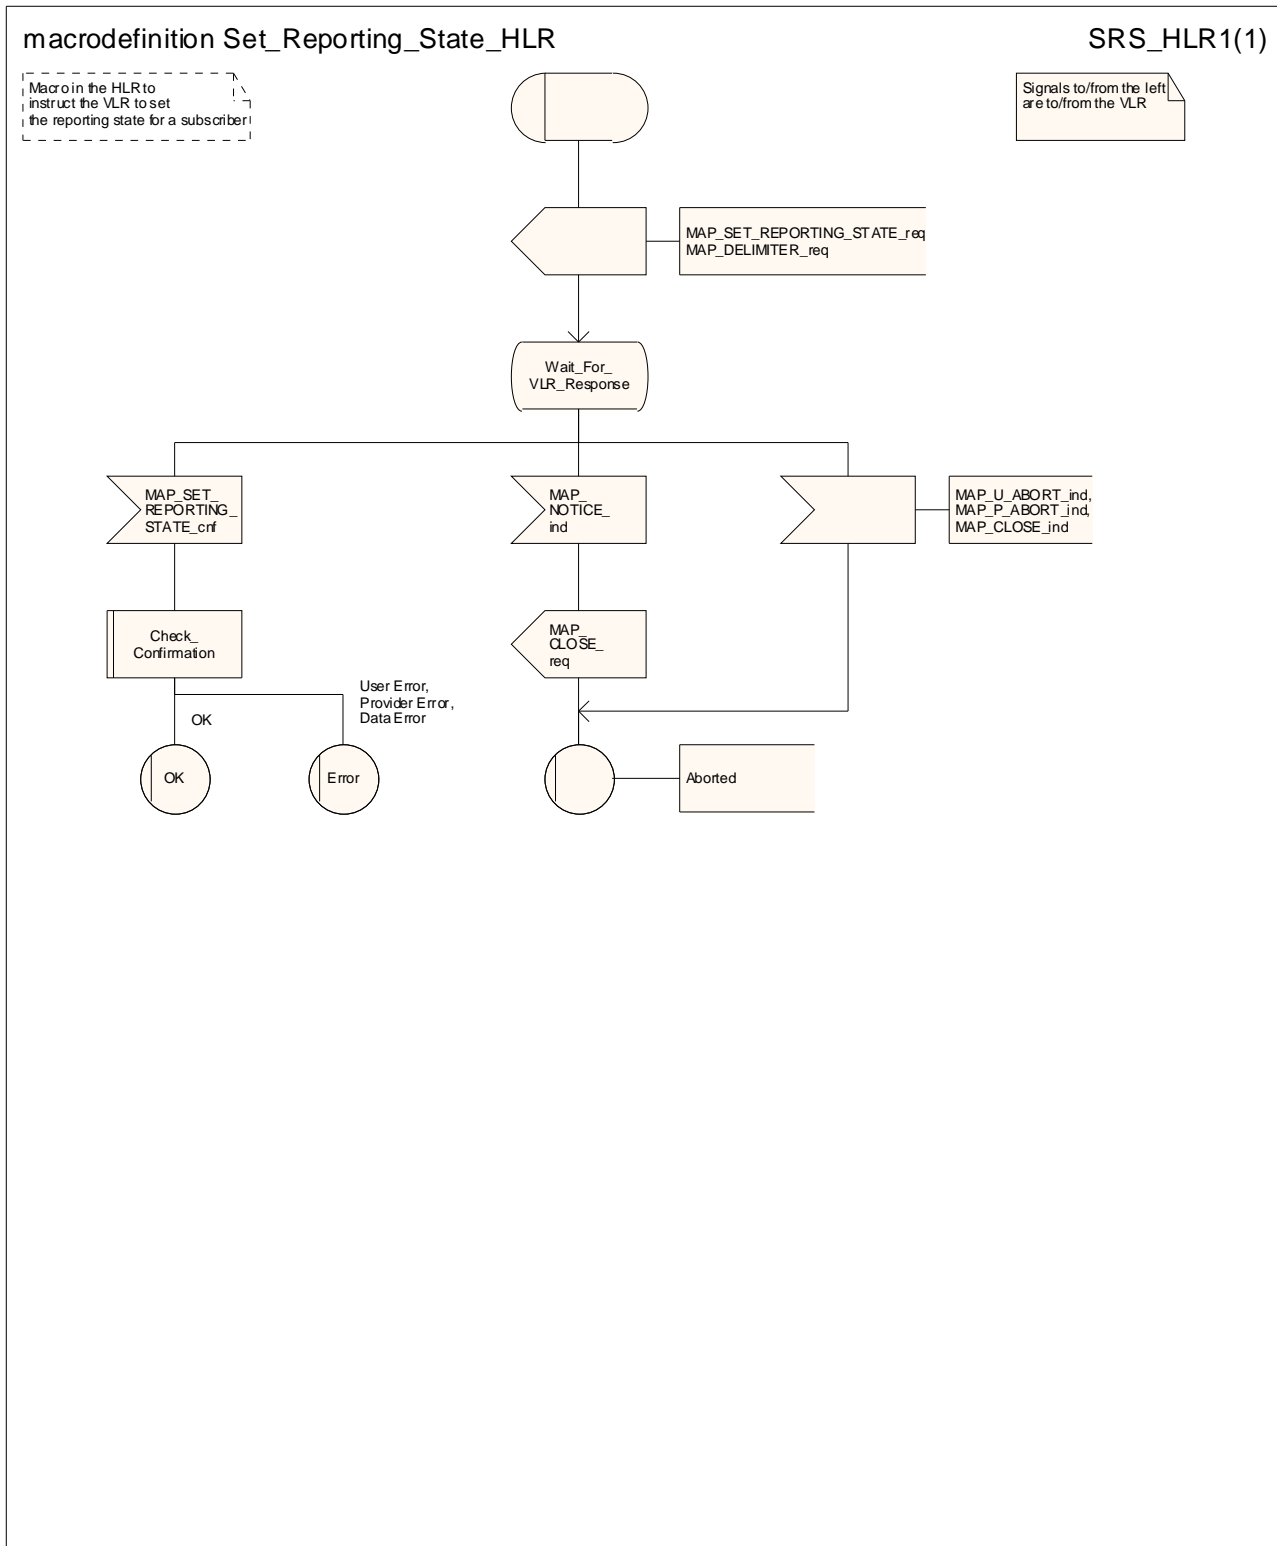 macrodefinition Set_Reporting_State_HLR
SRS_HLR1(1)
Macro in the HLR to
instruct the VLR to set
the reporting state for a subscriber
Signals to/from the left
are to/from the VLR
MAP_SET_REPORTING_STATE_req
MAP_DELIMITER_req
Wait_For_
VLR_Response
MAP_SET_
REPORTING_
STATE_cnf
MAP_
NOTICE_
ind
MAP_U_ABORT_ind,
MAP_P_ABORT_ind,
MAP_CLOSE_ind
Check_
Confirmation
MAP_
CLOSE_
req
User Error,
Provider Error,
Data Error
OK
OK
Error
Aborted